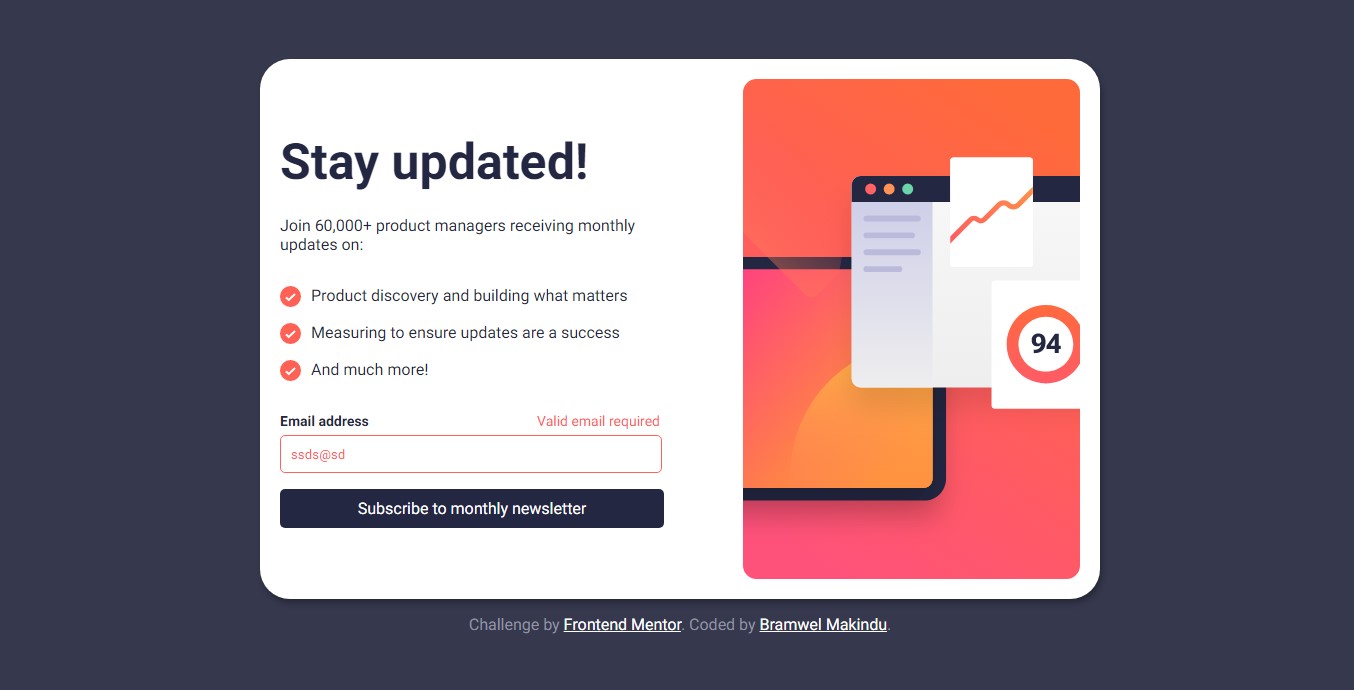 Stay updated!
Join 60,000+ product managers receiving monthly
updates on:
Product discovery and building what matters
Measuring to ensure updates are a success
And much more!
Email address
Valid email required
ssds@sd
Subscribe to monthly newsletter
94
Challenge by Frontend Mentor. Coded by Bramwel Makindu.